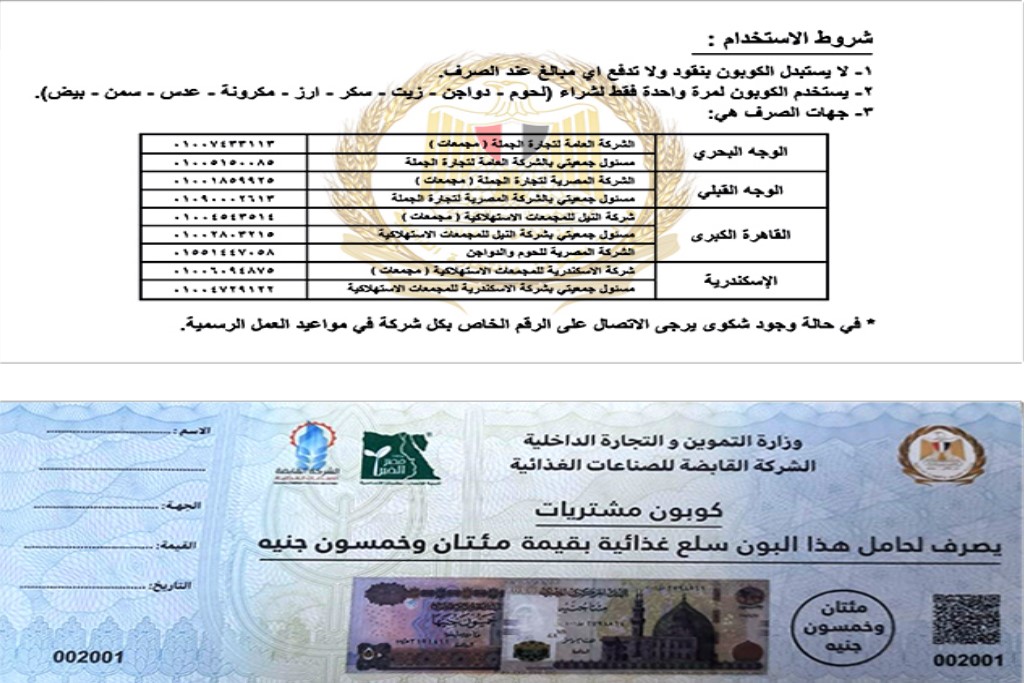 شروط الاستخدام :
١- لا يستبدل الكوبون بنقود ولا تدفع اي مبالغ عند الصرف.
٢- يستخدم الكوبون لمرة واحدة فقط لشراء (لحوم - دواجن - زيت - سكر - ارز - مكرونة - عدس - سمن - بيض).
٣- جهات الصرف هي:
الوجه البحري
الشركة العامة لتجارة الجملة ( مجمعات ) ٠١٠٠٧٤٣٣١١٣
مسئول جمعيتي بالشركة العامة لتجارة الجملة ٠١٠٠٥١٥٠٠٨٥
الوجه القبلي
الشركة المصرية لتجارة الجملة ( مجمعات ) ٠١٠٠١٨٥٩٩٢٥
مسئول جمعيتي بالشركة المصرية لتجارة الجملة ٠١٠٩٠٠٠٢٦١٣
القاهرة الكبرى
شركة النيل للمجمعات الاستهلاكية ( مجمعات ) ٠١٠٠٤٥٤٣٥١٤
مسئول جمعيتي بشركة النيل للمجمعات الاستهلاكية ٠١٠٠٢٨٠٣٢١٥
الشركة المصرية للحوم والدواجن ٠١٥٥١٤٤٧٠٥٨
الإسكندرية
شركة الاسكندرية للمجمعات الاستهلاكية ( مجمعات ) ٠١٠٠٦٠٩٤٨٧٥
مسئول جمعيتي بشركة الاسكندرية للمجمعات الاستهلاكية ٠١٠٠٤٧٢٩١٢٢
* في حالة وجود شكوى يرجى الاتصال على الرقم الخاص بكل شركة في مواعيد العمل الرسمية.
وزارة التموين و التجارة الداخلية
الشركة القابضة للصناعات الغذائية
كوبون مشتريات
يصرف لحامل هذا البون سلع غذائية بقيمة مئتان وخمسون جنيه
مئتان
وخمسون
جنيه
002001
الشركة القابضة
الاسم :
الجهة:
القيمة:
التاريخ:
٥٠
002001